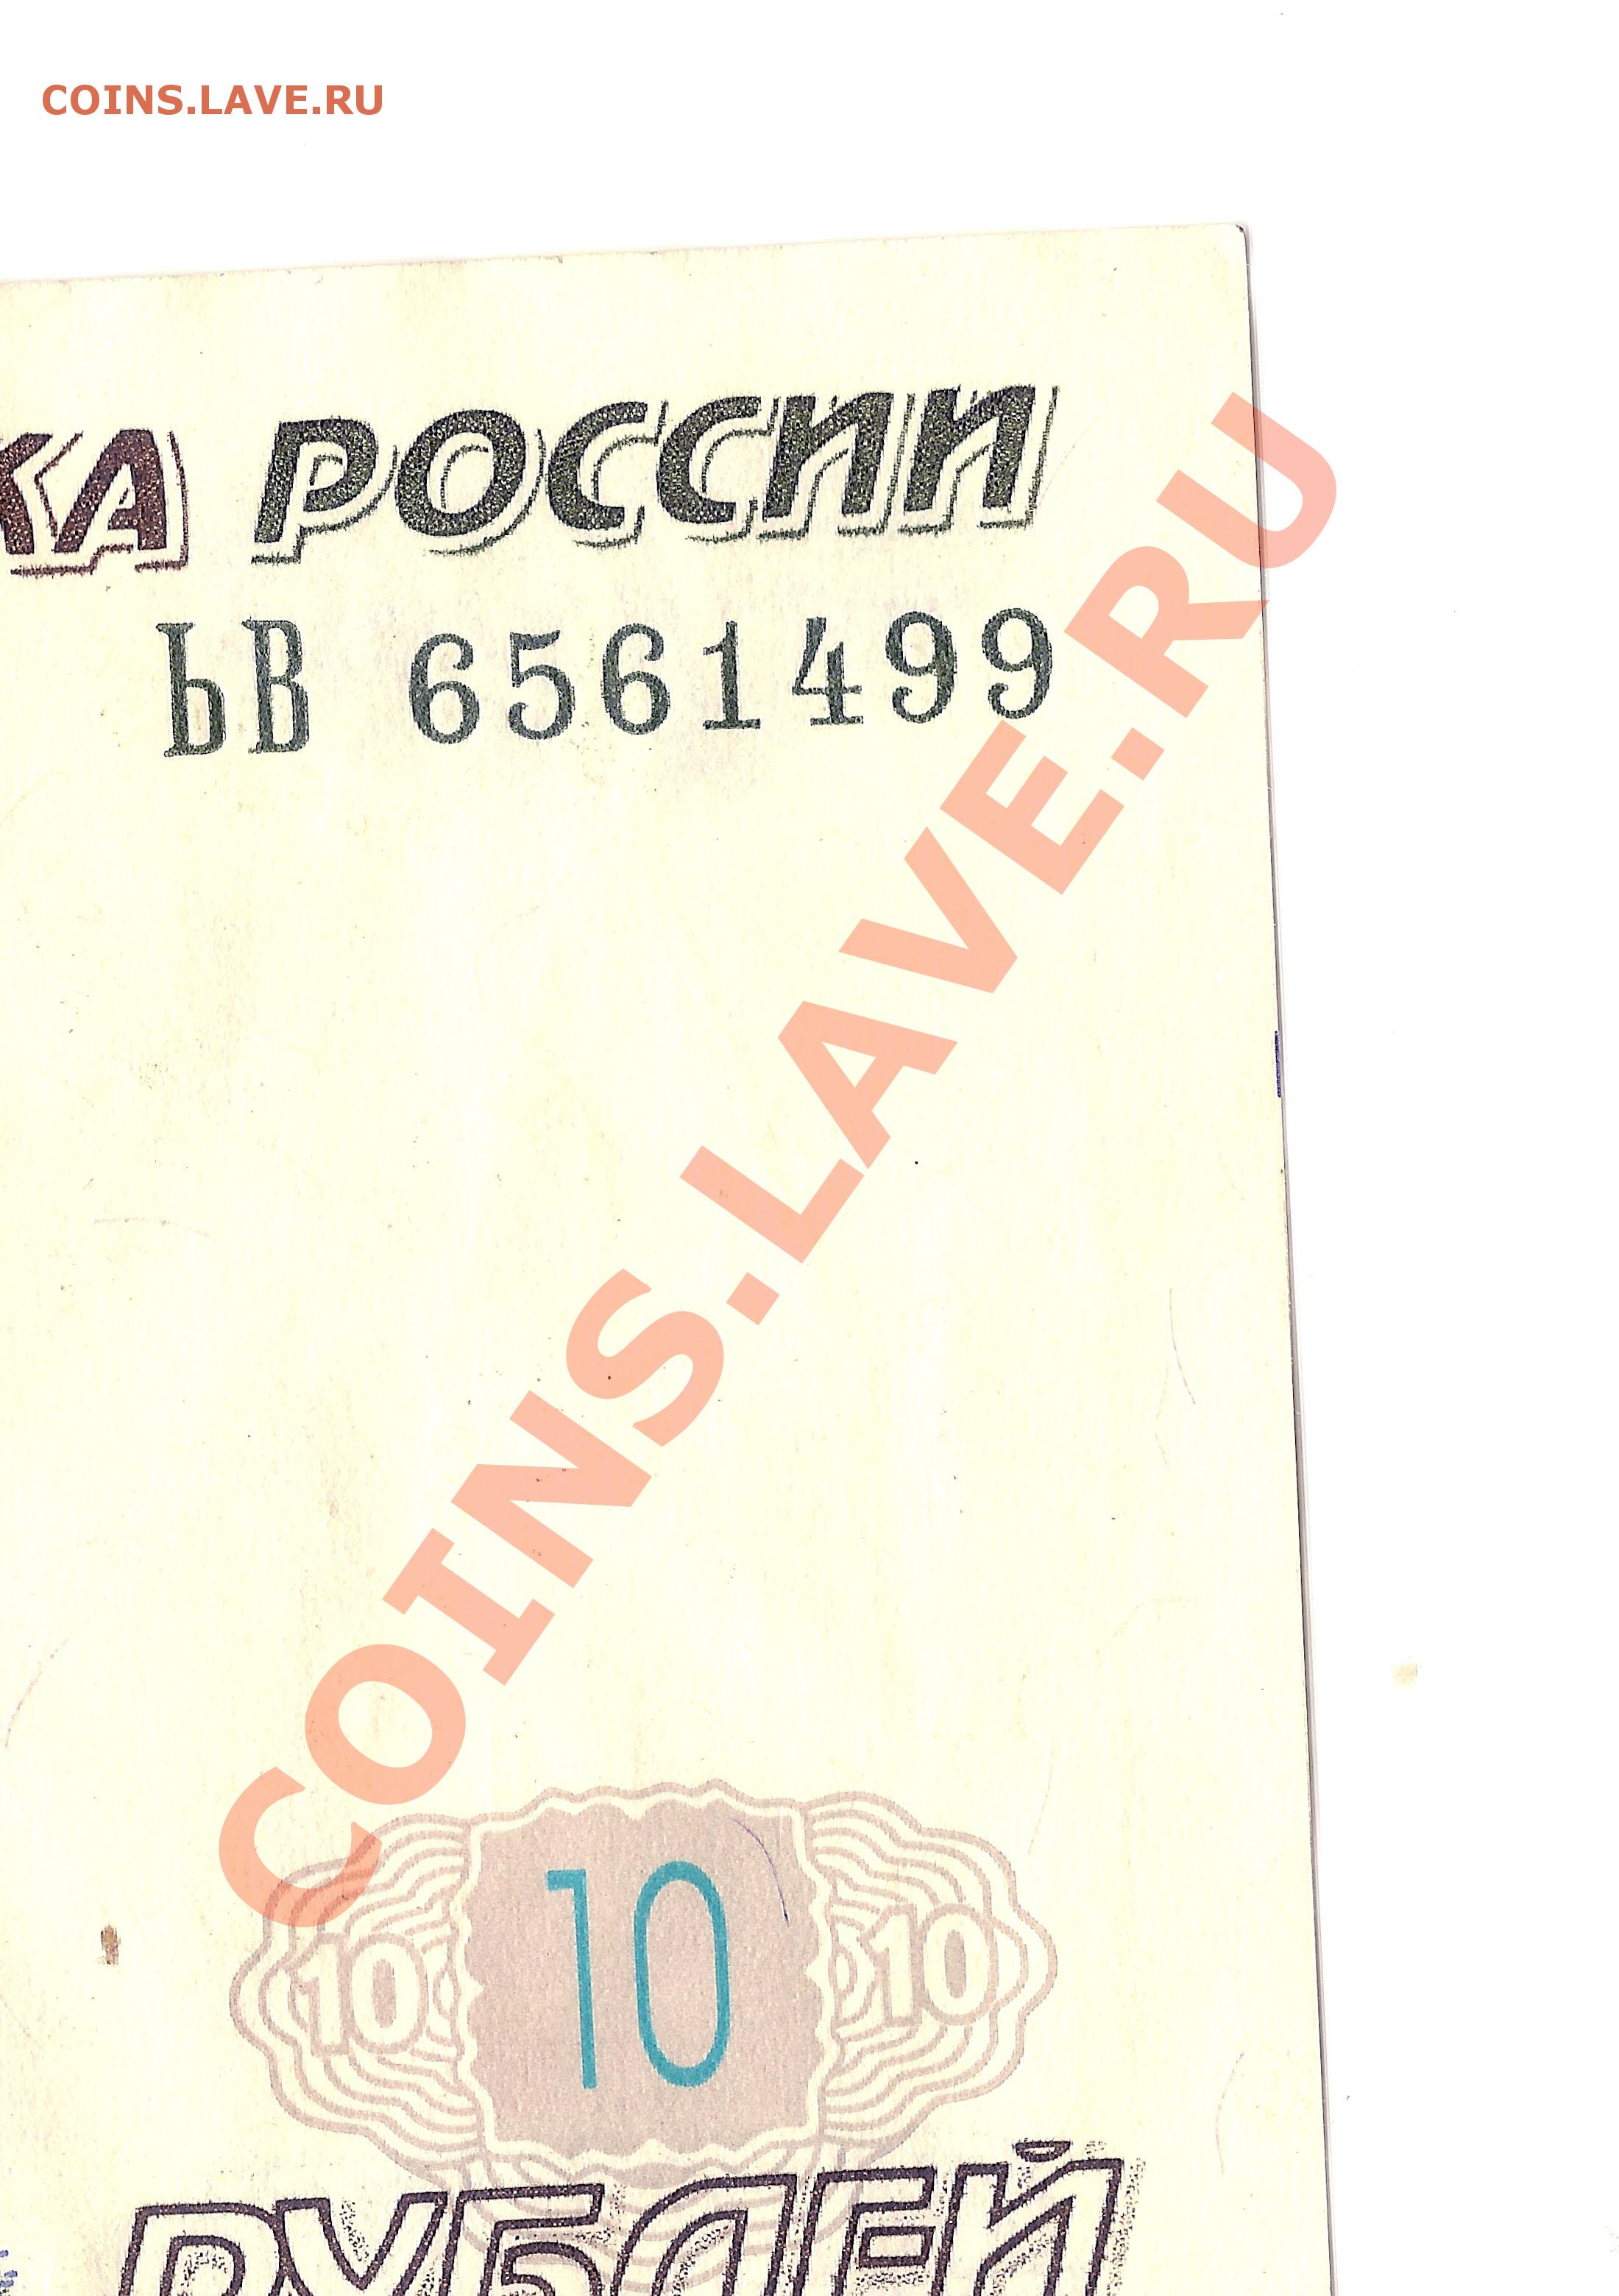 COINS.LAVE.RU
КА РОССИИ
ЬВ 6561499
COINS.LAVE.RU
10
10 10
РУБЛЕЙ